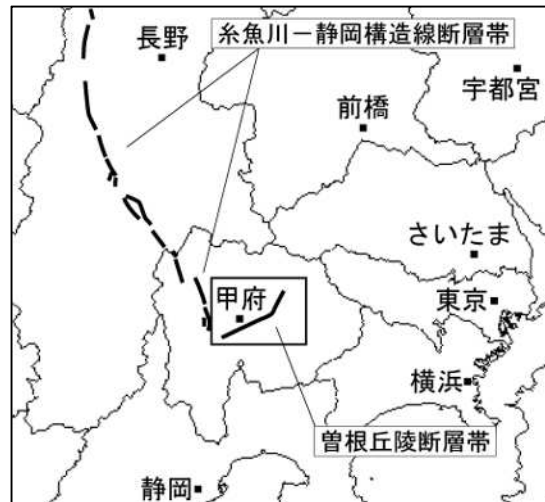 糸魚川－静岡構造線断層帯
長野
宇都宮
前橋
さいたま
甲府
東京
横浜
曽根丘陵断層帯
静岡